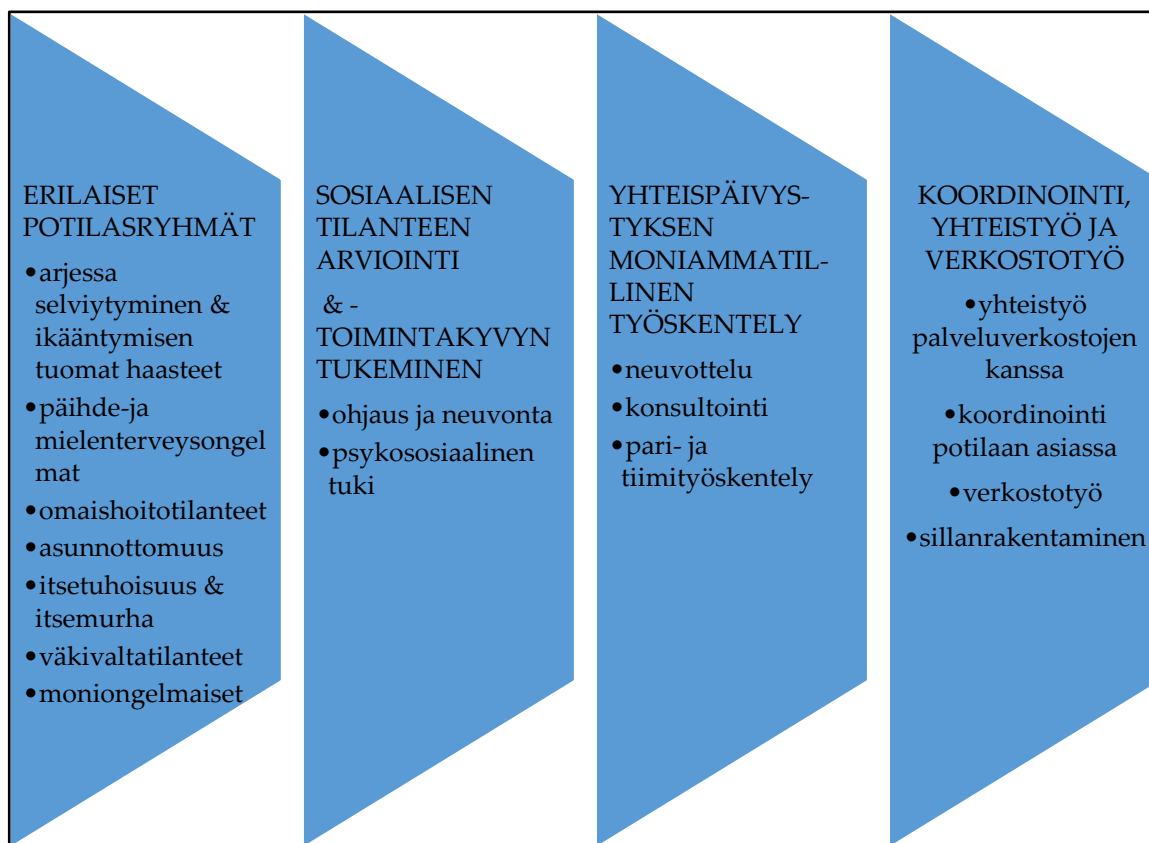 ERILAISET
POTILASRYHMÄT
•arjessa
selviytyminen &
ikääntymisen
tuomat haasteet
•päihde-ja
mielenterveysongel
mat
•omaishoitotilanteet
•asunnottomuus
•itsetuhoisuus &
itsemurha
•väkivaltatilanteet
•moniongelmaiset
SOSIAALISEN
TILANTEEN
ARVIOINTI
& -
TOIMINTAKYVYN
TUKEMINEN
•ohjaus ja neuvonta
•psykososiaalinen
tuki
YHTEISPÄIVYS-
TYKSEN
MONIAMMATIL-
LINEN
TYÖSKENTELY
•neuvottelu
•konsultointi
•pari- ja
tiimityöskentely
KOORDINOINTI,
YHTEISTYÖ JA
VERKOSTOTYÖ
•yhteistyö
palveluverkostojen
kanssa
•koordinointi
potilaan asiassa
•verkostotyö
•sillanrakentaminen